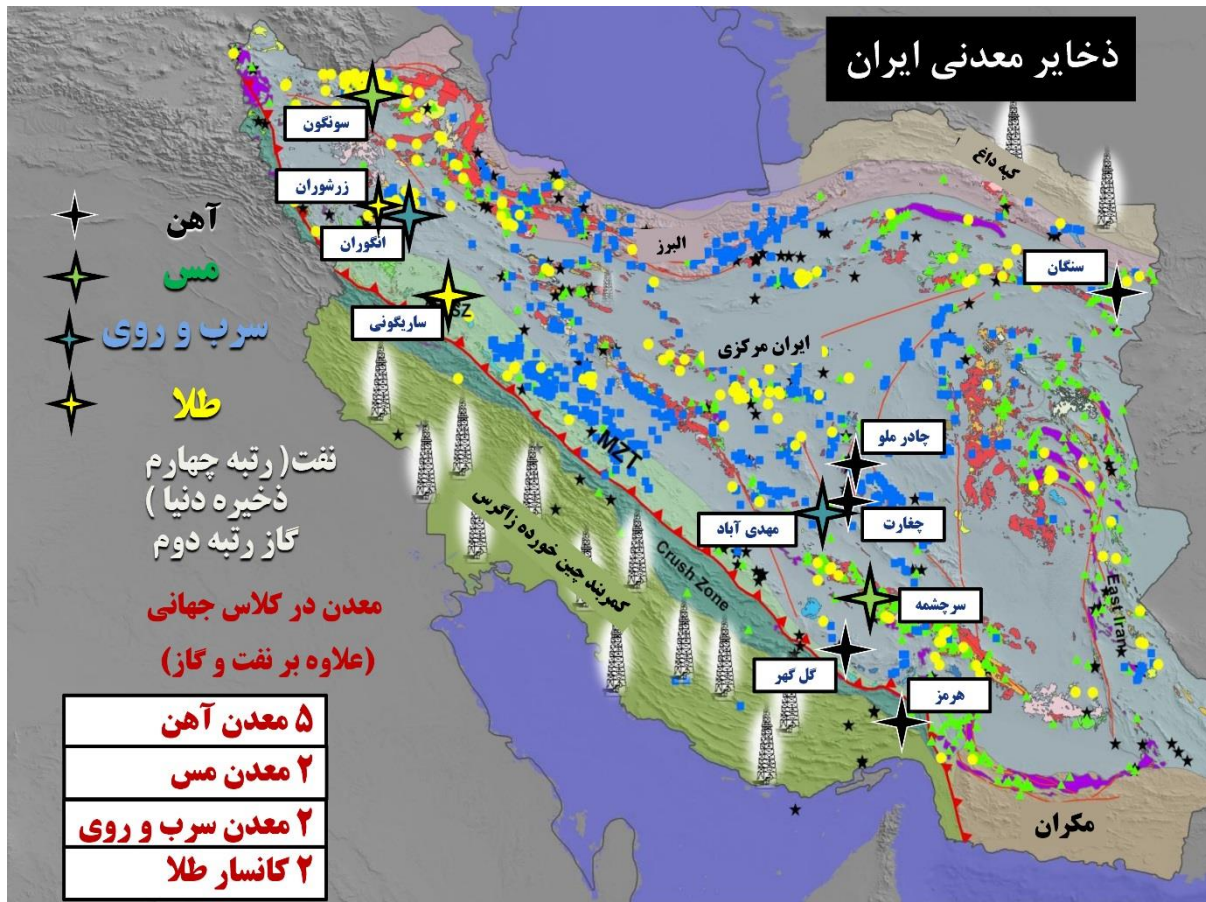 ذخایر معدنی ایران
سونگون
کپه داغ
زرشوران
آهن
انگوران
البرز
سنگان
مس
SZ
ساریگونی
سرب و روی
ایران مرکزی
طلا
چادر ملو
MZT
نفت( رتبه چهارم
ذخیره دنیا )
گاز رتبه دوم
مهدی آباد
چغارت
کمربند چین خورده زاگرس
Crush Zone
معدن در کلاس جهانی
(علاوه بر نفت و گاز)
سرچشمه
East Iran
گل گهر
هرمز
۵ معدن آهن
۲ معدن مس
۲ معدن سرب و روی
۲ کانسار طلا
مکران